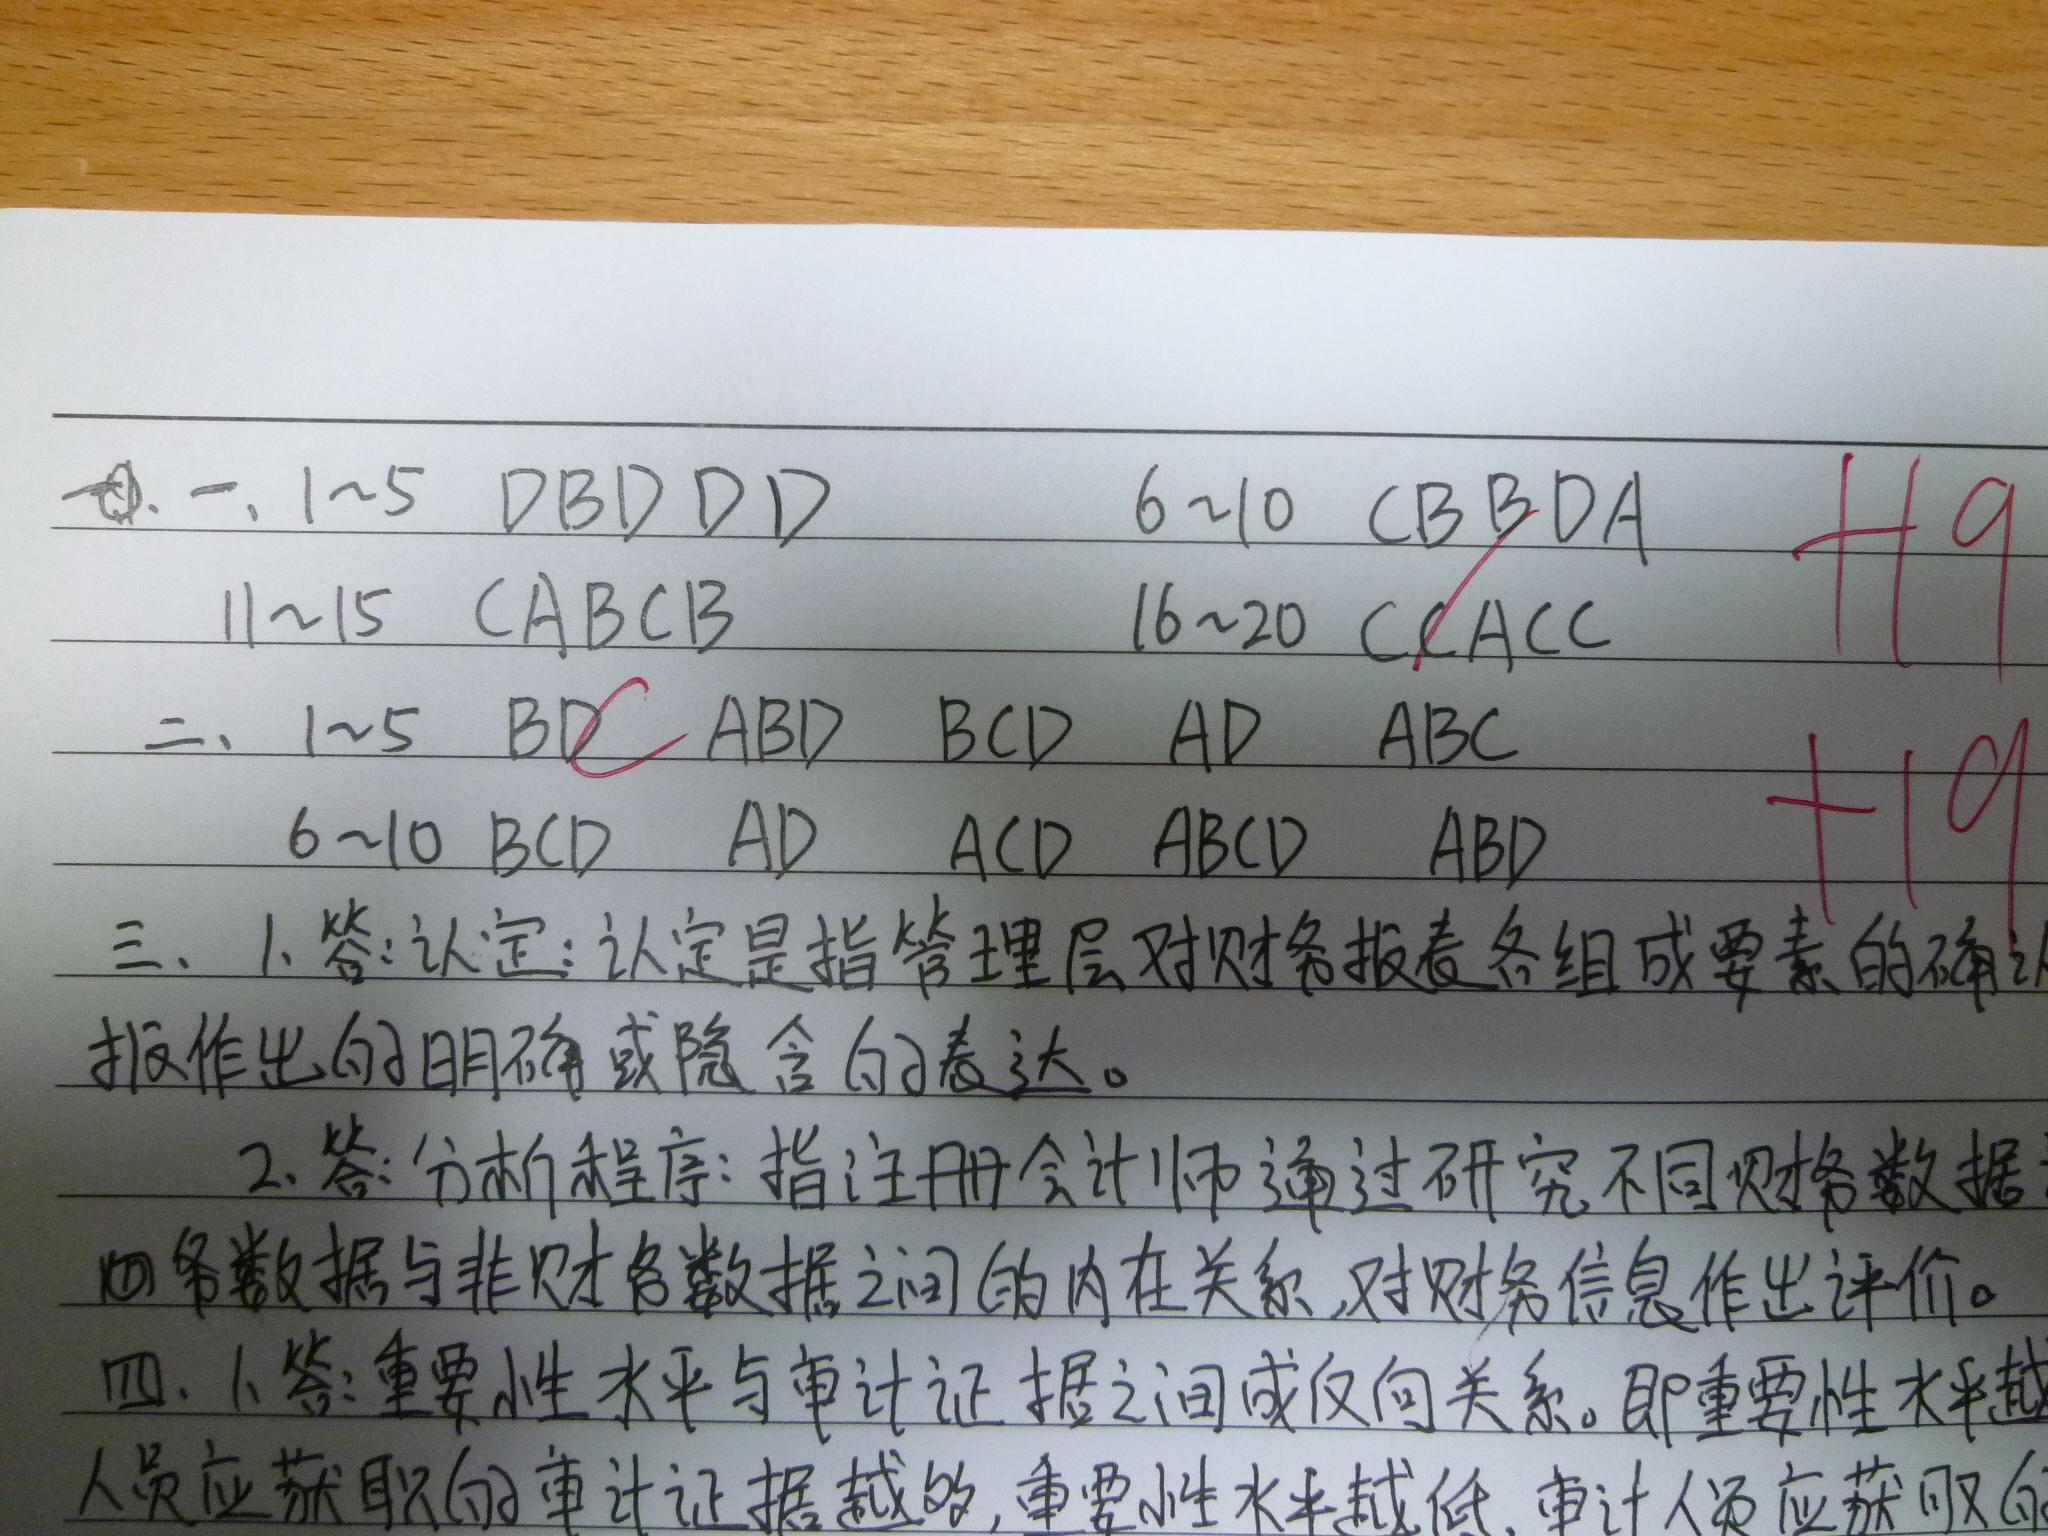 一、 1~5 DBDDD 6~10 CBBDA +19
11~15 CABCB 16~20 CCACC
二、 1~5 BD ABD BCD AD ABC +19
6~10 BCD AD ACD ABCD ABD
三、 1、答:认定:认定是指管理层对财务报表各组成要素的确认
报作出的明确或隐含的表达。
2、答:分析程序:指注册会计师通过研究不同财务数据
务数据与非财务数据之间的内在关系,对财务信息作出评价。
四、1、答:重要性水平与审计证据之间成反向关系。即重要性水平越
人员应获取的审计证据越少,重要性水平越低,审计人员应获取的